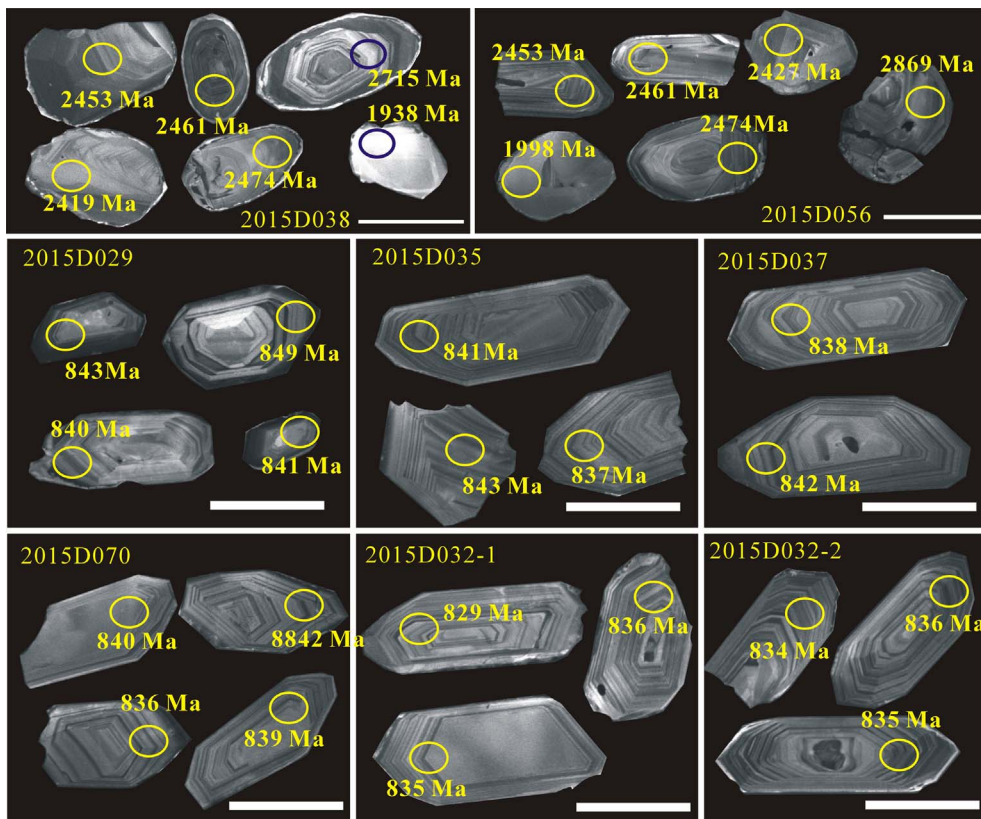 2453 Ma
2461 Ma
2715 Ma
1938 Ma
2419 Ma
2474 Ma
2015D038
2453 Ma
2461 Ma
2427 Ma
2869 Ma
1998 Ma
2474Ma
2015D056
2015D029
843Ma
849 Ma
840 Ma
841 Ma
2015D035
841Ma
843 Ma
837Ma
2015D037
838 Ma
842 Ma
2015D070
840 Ma
8842 Ma
836 Ma
839 Ma
2015D032-1
829 Ma
836 Ma
835 Ma
2015D032-2
834 Ma
836 Ma
835 Ma